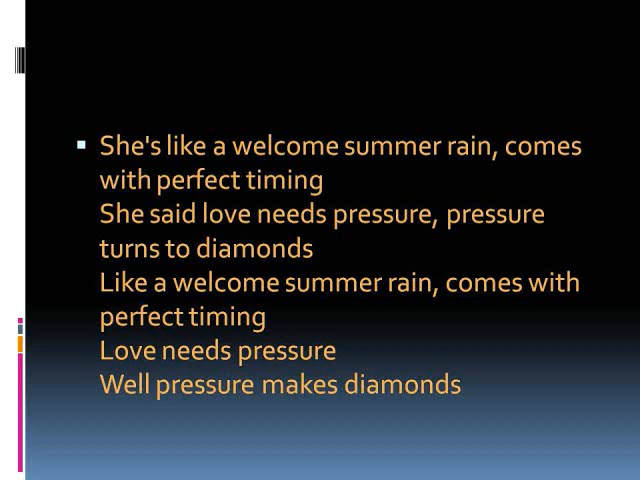 She's like a welcome summer rain, comes
with perfect timing
She said love needs pressure, pressure
turns to diamonds
Like a welcome summer rain, comes with
perfect timing
Love needs pressure
Well pressure makes diamonds